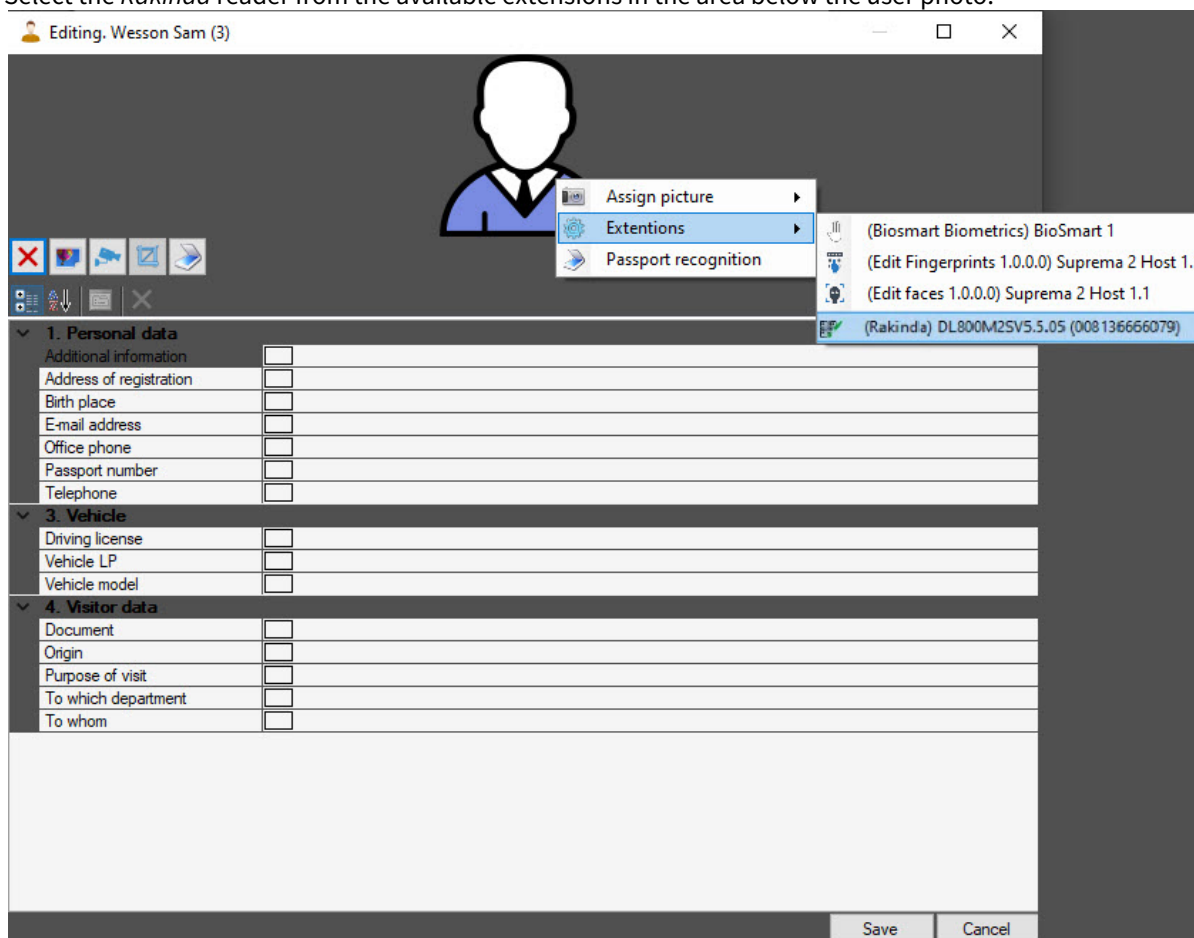 Select the Rakinda reader from the available extensions in the area below the user photo.
Editing. Wesson Sam (3)
Assign picture
Extentions
Passport recognition
(Biosmart Biometrics) BioSmart 1
(Edit Fingerprints 1.0.0.0) Suprema 2 Host 1.
(Edit faces 1.0.0.0) Suprema 2 Host 1.1
(Rakinda) DL800M2SV5.5.05 (008136666079)
1. Personal data
Additional information
Address of registration
Birth place
E-mail address
Office phone
Passport number
Telephone
3. Vehicle
Driving license
Vehicle LP
Vehicle model
4. Visitor data
Document
Origin
Purpose of visit
To which department
To whom
Save Cancel